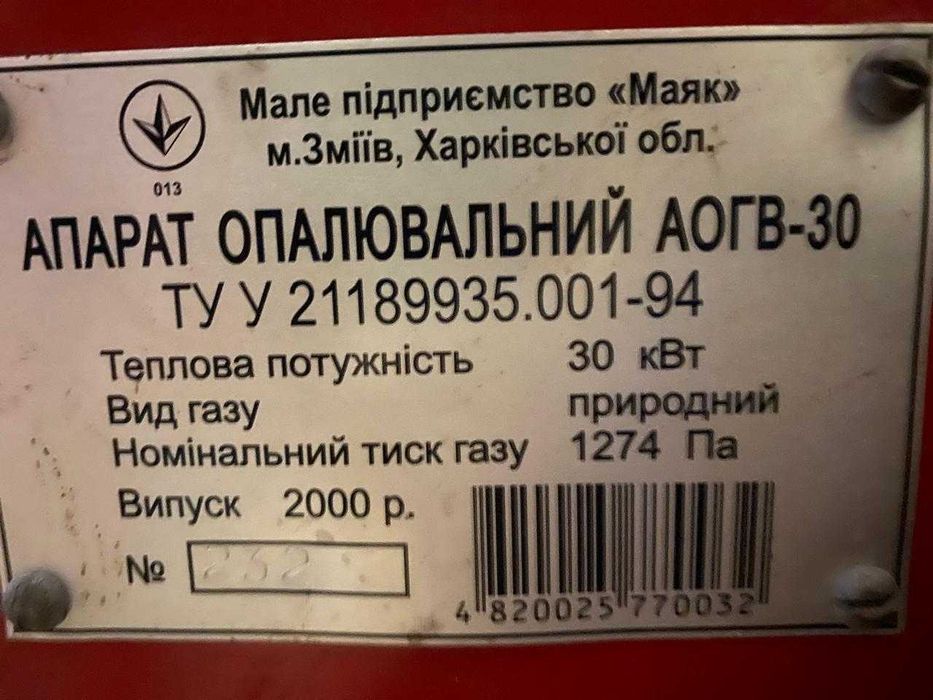 Мале підприємство «Маяк»
м.Зміїв, Харківської обл.
013
АПАРАТ ОПАЛЮВАЛЬНИЙ АОГВ-30
ТУ У 21189935.001-94
Теплова потужність 30 кВт
Вид газу природний
Номінальний тиск газу 1274 Па
Випуск 2000 р.
№ 232
4 820025 770032